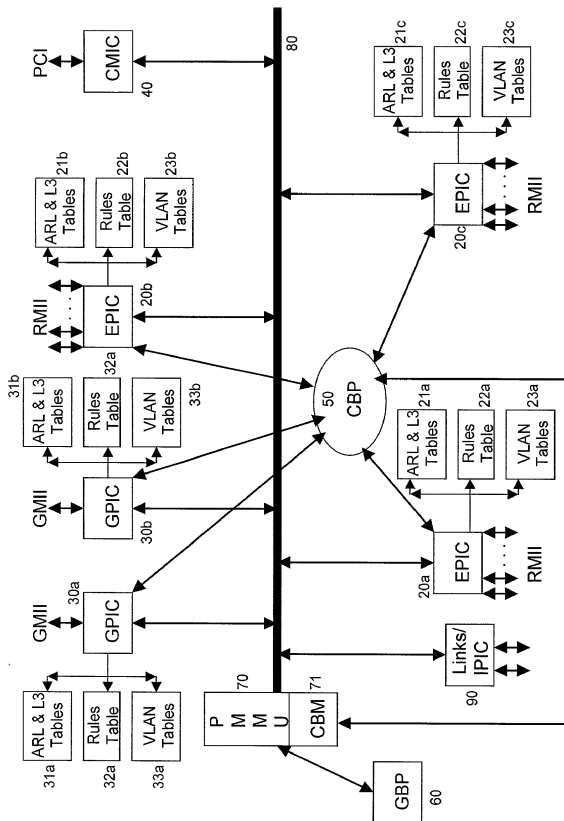 ARL & L3
Tables
31a
Rules
Table
32a
VLAN
Tables
33a
GMII
30a
GPIC
GMII
GPIC
30b
31b
ARL & L3
Tables
Rules
Table
32a
VLAN
Tables
33b
RMII
EPIC
20b
ARL & L3
Tables
21b
Rules
Table
22b
VLAN
Tables
23b
PCI
CMIC
40
80
P
M
M
U
70
CBM
71
GBP
60
Links/
IPIC
90
20a
EPIC
RMII
ARL & L3
Tables
21a
Rules
Table
22a
VLAN
Tables
23a
50
CBP
EPIC
20c
RMII
ARL & L3
Tables
21c
Rules
Table
22c
VLAN
Tables
23c